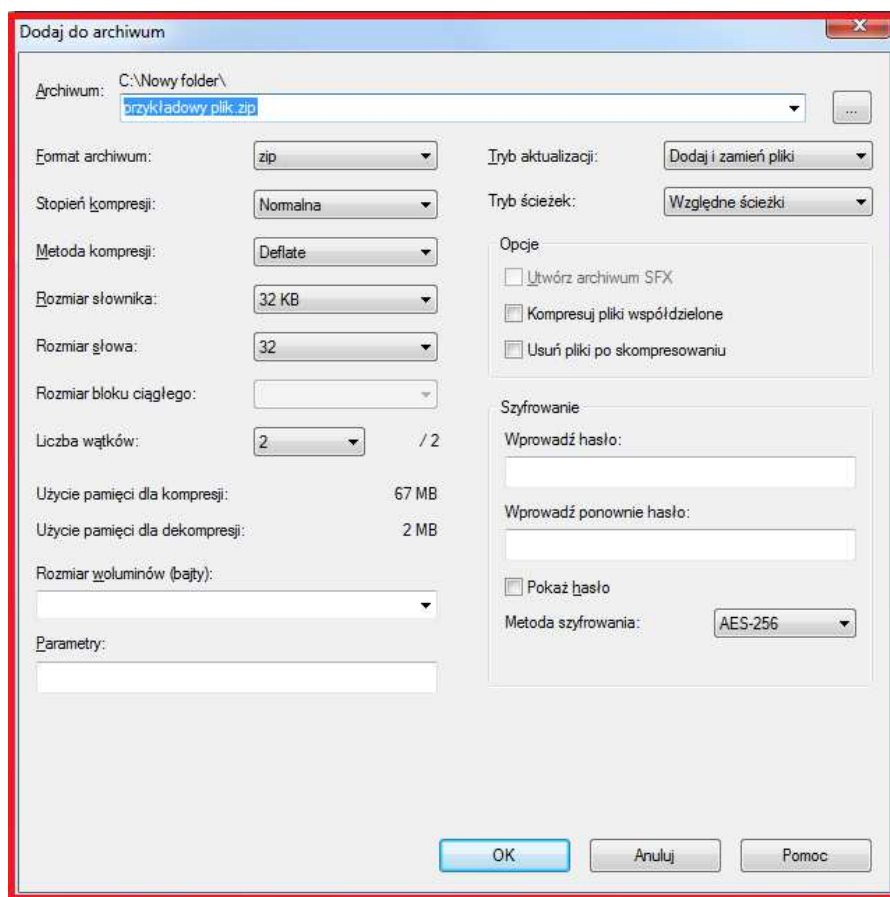 Dodaj do archiwum
Archiwum:
C:\Nowy folder\
przykładowy plik.zip
...
Format archiwum:
zip
Stopień kompresji:
Normalna
Metoda kompresji:
Deflate
Rozmiar słownika:
32 KB
Rozmiar słowa:
32
Rozmiar bloku ciągłego:
Liczba wątków:
2
/ 2
Użycie pamięci dla kompresji:
67 MB
Użycie pamięci dla dekompresji:
2 MB
Rozmiar woluminów (bajty):
Parametry:
Tryb aktualizacji:
Dodaj i zamień pliki
Tryb ścieżek:
Względne ścieżki
Opcje
Utwórz archiwum SFX
Kompresuj pliki współdzielone
Usuń pliki po skompresowaniu
Szyfrowanie
Wprowadź hasło:
Wprowadź ponownie hasło:
Pokaż hasło
Metoda szyfrowania:
AES-256
OK
Anuluj
Pomoc